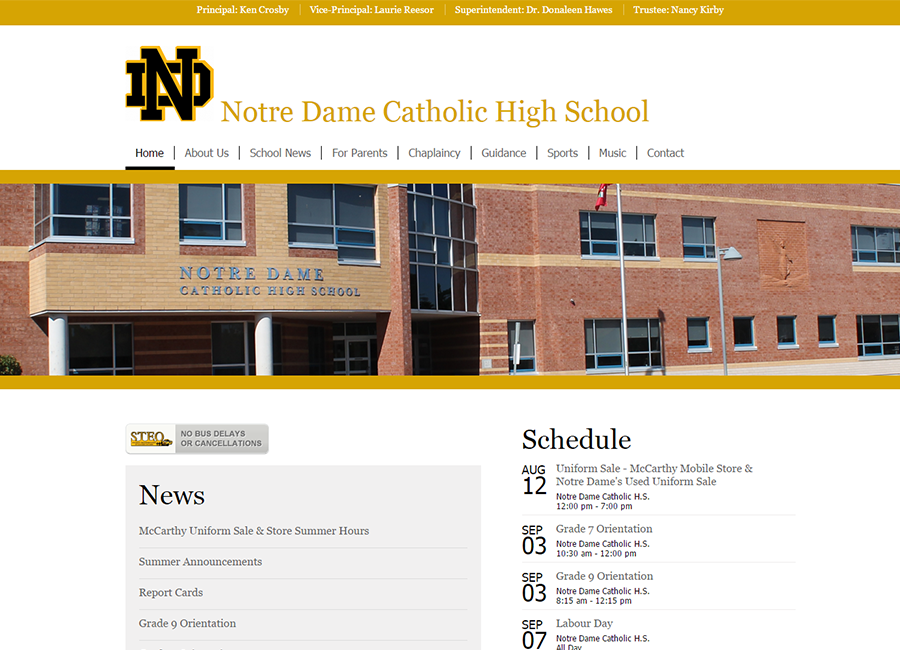 Principal: Ken Crosby
Vice-Principal: Laurie Reesor
Superintendent: Dr. Donaleen Hawes
Trustee: Nancy Kirby
ND
Notre Dame Catholic High School
Home
About Us
School News
For Parents
Chaplaincy
Guidance
Sports
Music
Contact
NOTRE DAME
CATHOLIC HIGH SCHOOL
STEO
NO BUS DELAYS
OR CANCELLATIONS
News
McCarthy Uniform Sale & Store Summer Hours
Summer Announcements
Report Cards
Grade 9 Orientation
Schedule
AUG
12
Uniform Sale - McCarthy Mobile Store &
Notre Dame's Used Uniform Sale
Notre Dame Catholic H.S.
12:00 pm - 7:00 pm
SEP
03
Grade 7 Orientation
Notre Dame Catholic H.S.
10:30 am - 12:00 pm
SEP
03
Grade 9 Orientation
Notre Dame Catholic H.S.
8:15 am - 12:15 pm
SEP
07
Labour Day
Notre Dame Catholic H.S.
All Day